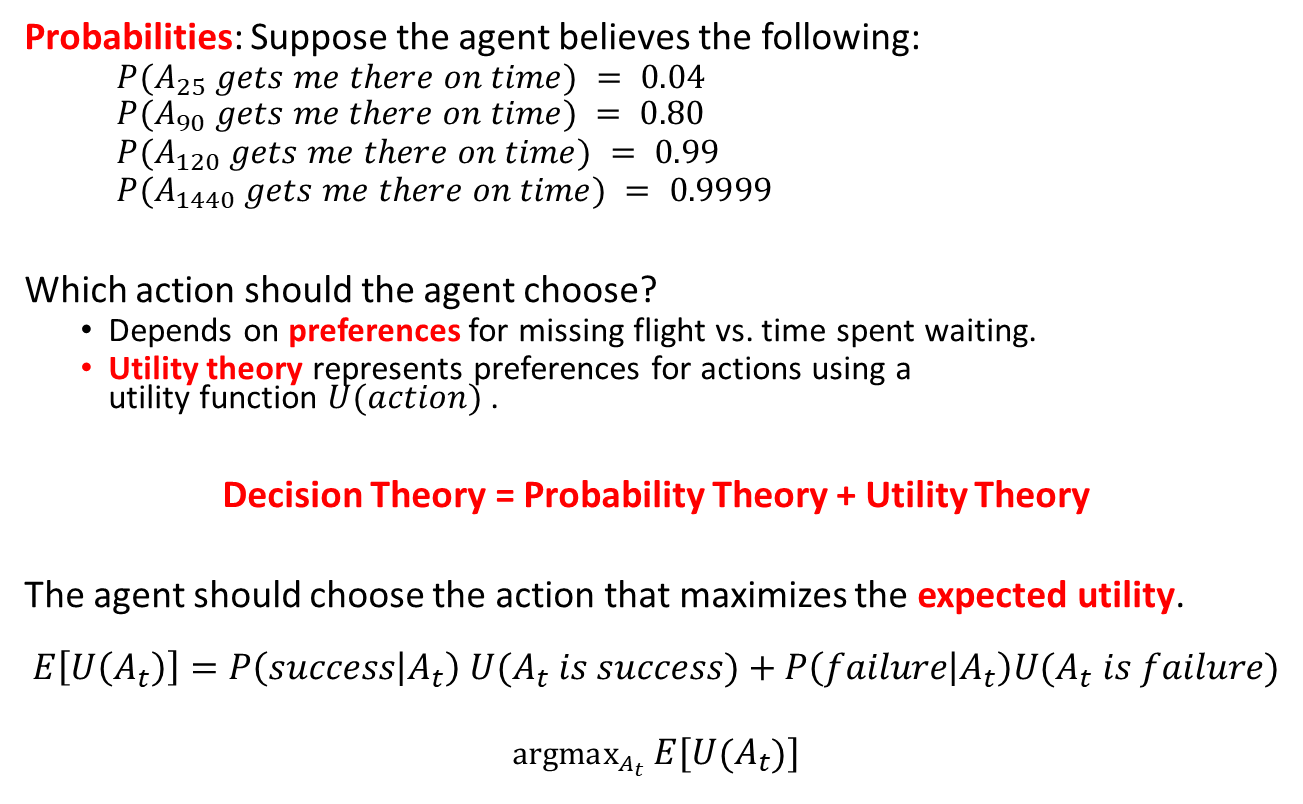 Probabilities: Suppose the agent believes the following:
P(A₂₅ gets me there on time) = 0.04
P(A₉₀ gets me there on time) = 0.80
P(A₁₂₀ gets me there on time) = 0.99
P(A₁₄₄₀ gets me there on time) = 0.9999
Which action should the agent choose?
• Depends on preferences for missing flight vs. time spent waiting.
• Utility theory represents preferences for actions using a
utility function U(action) .
Decision Theory = Probability Theory + Utility Theory
The agent should choose the action that maximizes the expected utility.
E[U(Aₜ)] = P(success|Aₜ) U(Aₜ is success) + P(failure|Aₜ)U(Aₜ is failure)
argmax_{Aₜ} E[U(Aₜ)]